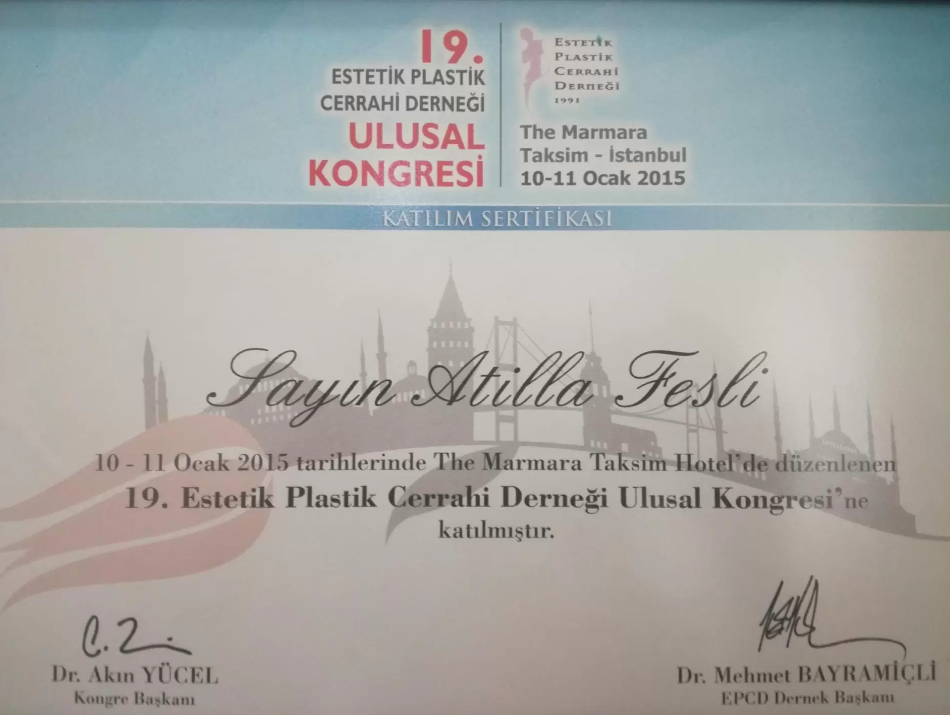 19.
ESTETİK PLASTİK
CERRAHİ DERNEĞİ
ULUSAL
KONGRESİ
ESTETİK
PLASTİK
CERRAHİ
DERNEĞİ
1991
The Marmara
Taksim - İstanbul
10-11 Ocak 2015
KATILIM SERTİFİKASI
Sayın Atilla Fesli
10 - 11 Ocak 2015 tarihlerinde The Marmara Taksim Hotel'de düzenlenen
19. Estetik Plastik Cerrahi Derneği Ulusal Kongresi'ne
katılmıştır.
Dr. Akın YÜCEL
Kongre Başkanı
Dr. Mehmet BAYRAMİÇLİ
EPCD Dernek Başkanı